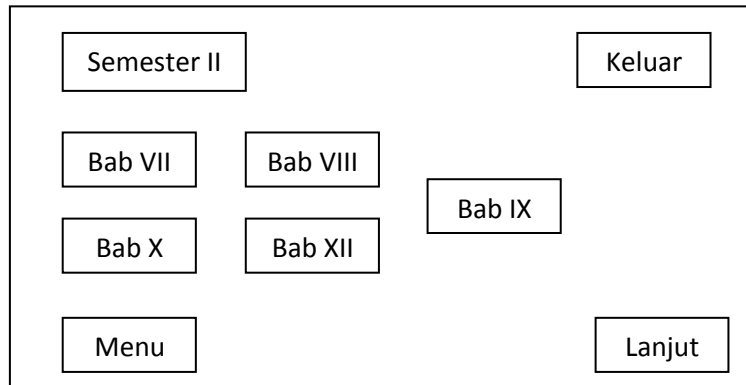 Semester II
Keluar
Bab VII
Bab VIII
Bab IX
Bab X
Bab XII
Menu
Lanjut